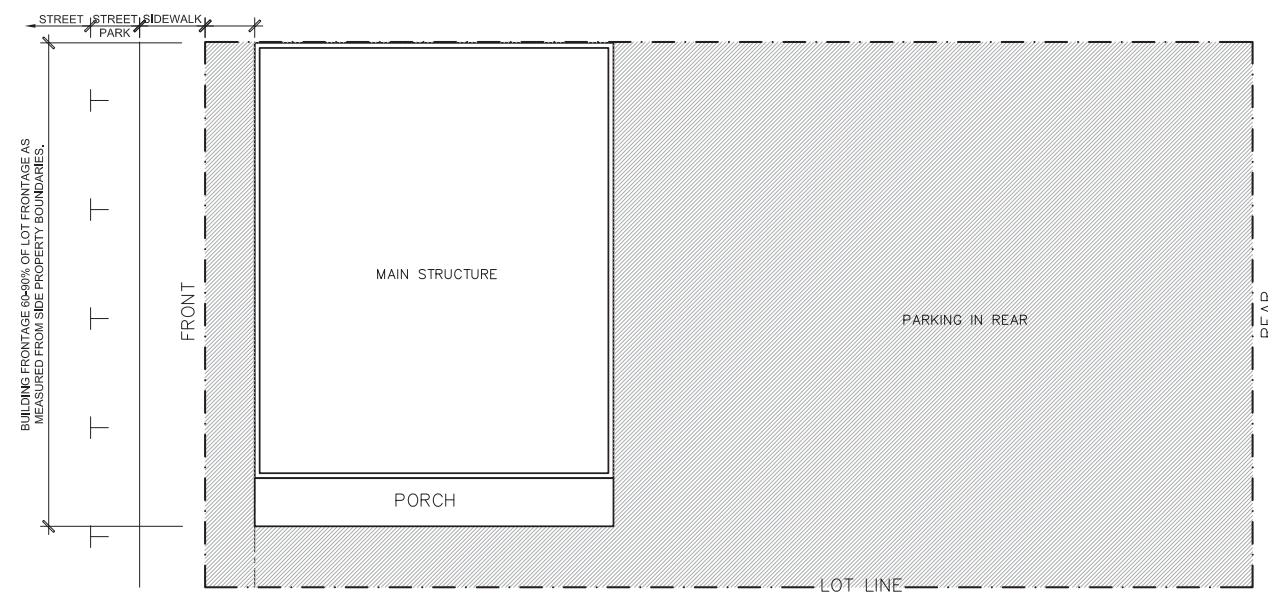 STREET STREET SIDEWALK
PARK
BUILDING FRONTAGE 60-90% OF LOT FRONTAGE AS
MEASURED FROM SIDE PROPERTY BOUNDARIES.
FRONT
MAIN STRUCTURE
PORCH
PARKING IN REAR
REAR
LOT LINE